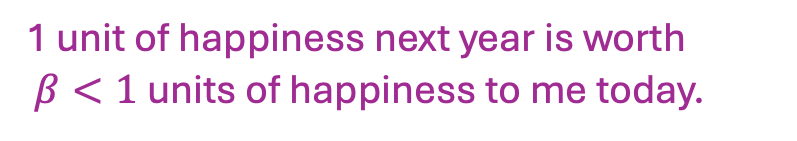 1 unit of happiness next year is worth
β < 1 units of happiness to me today.